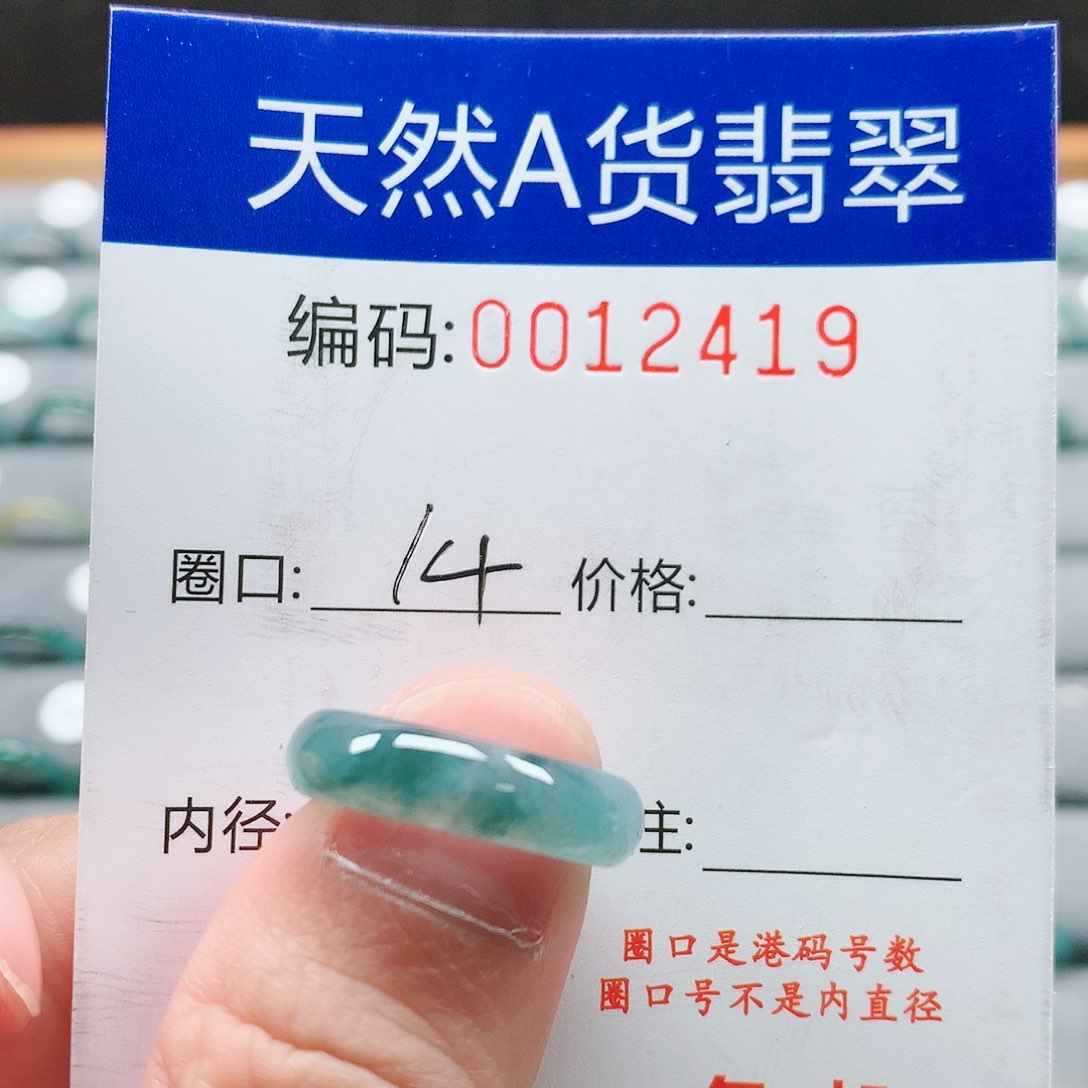 天然A货翡翠
编码:0012419
圈口: 14 价格:
内径: 主:
圈口是港码号数
圈口号不是内直径